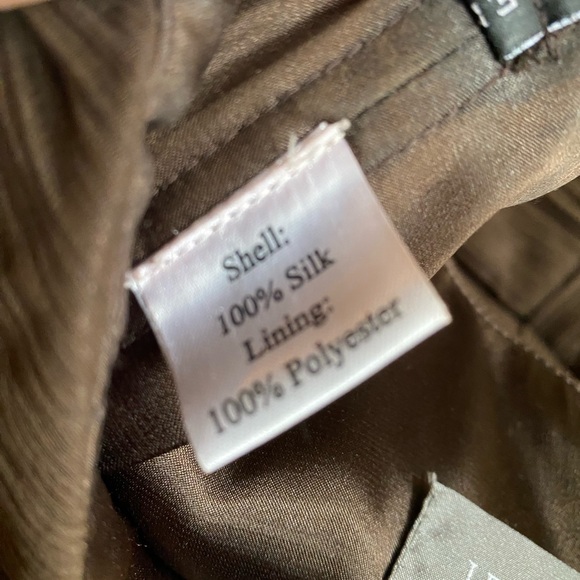 Shell:
100% Silk
Lining:
100% Polyester